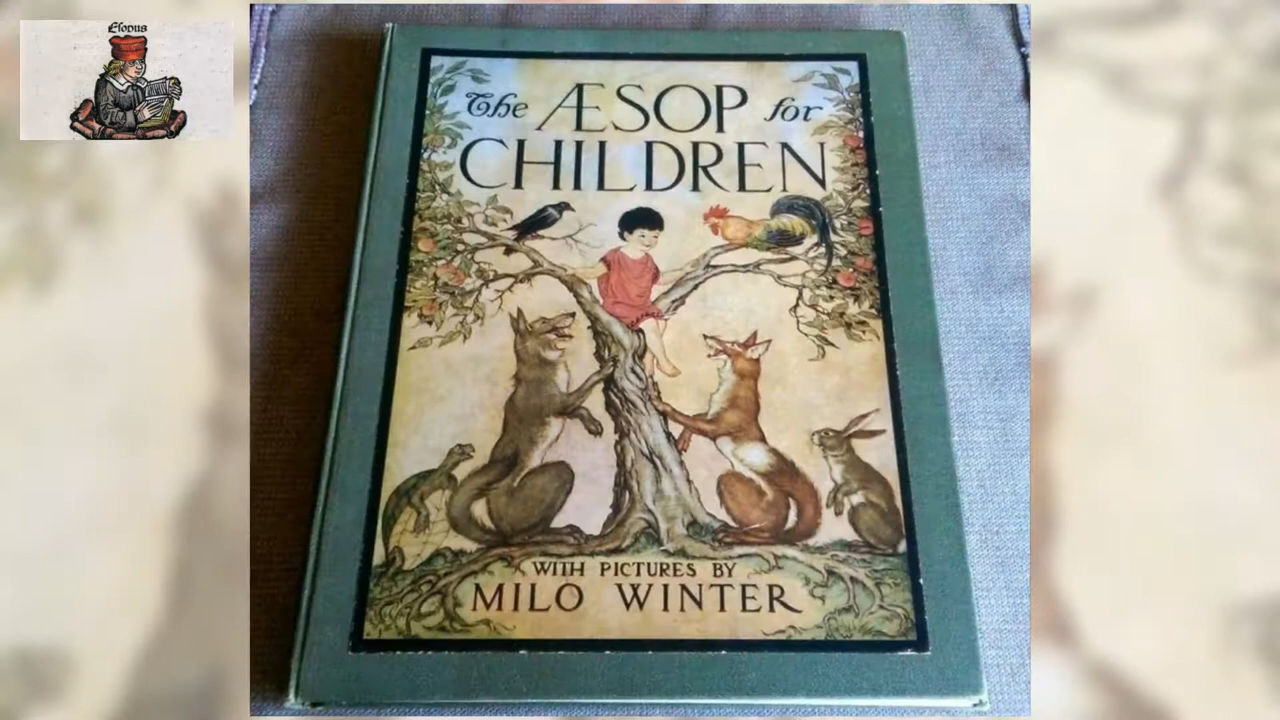 Esopus
The ÆSOP for
CHILDREN
WITH PICTURES BY
MILO WINTER